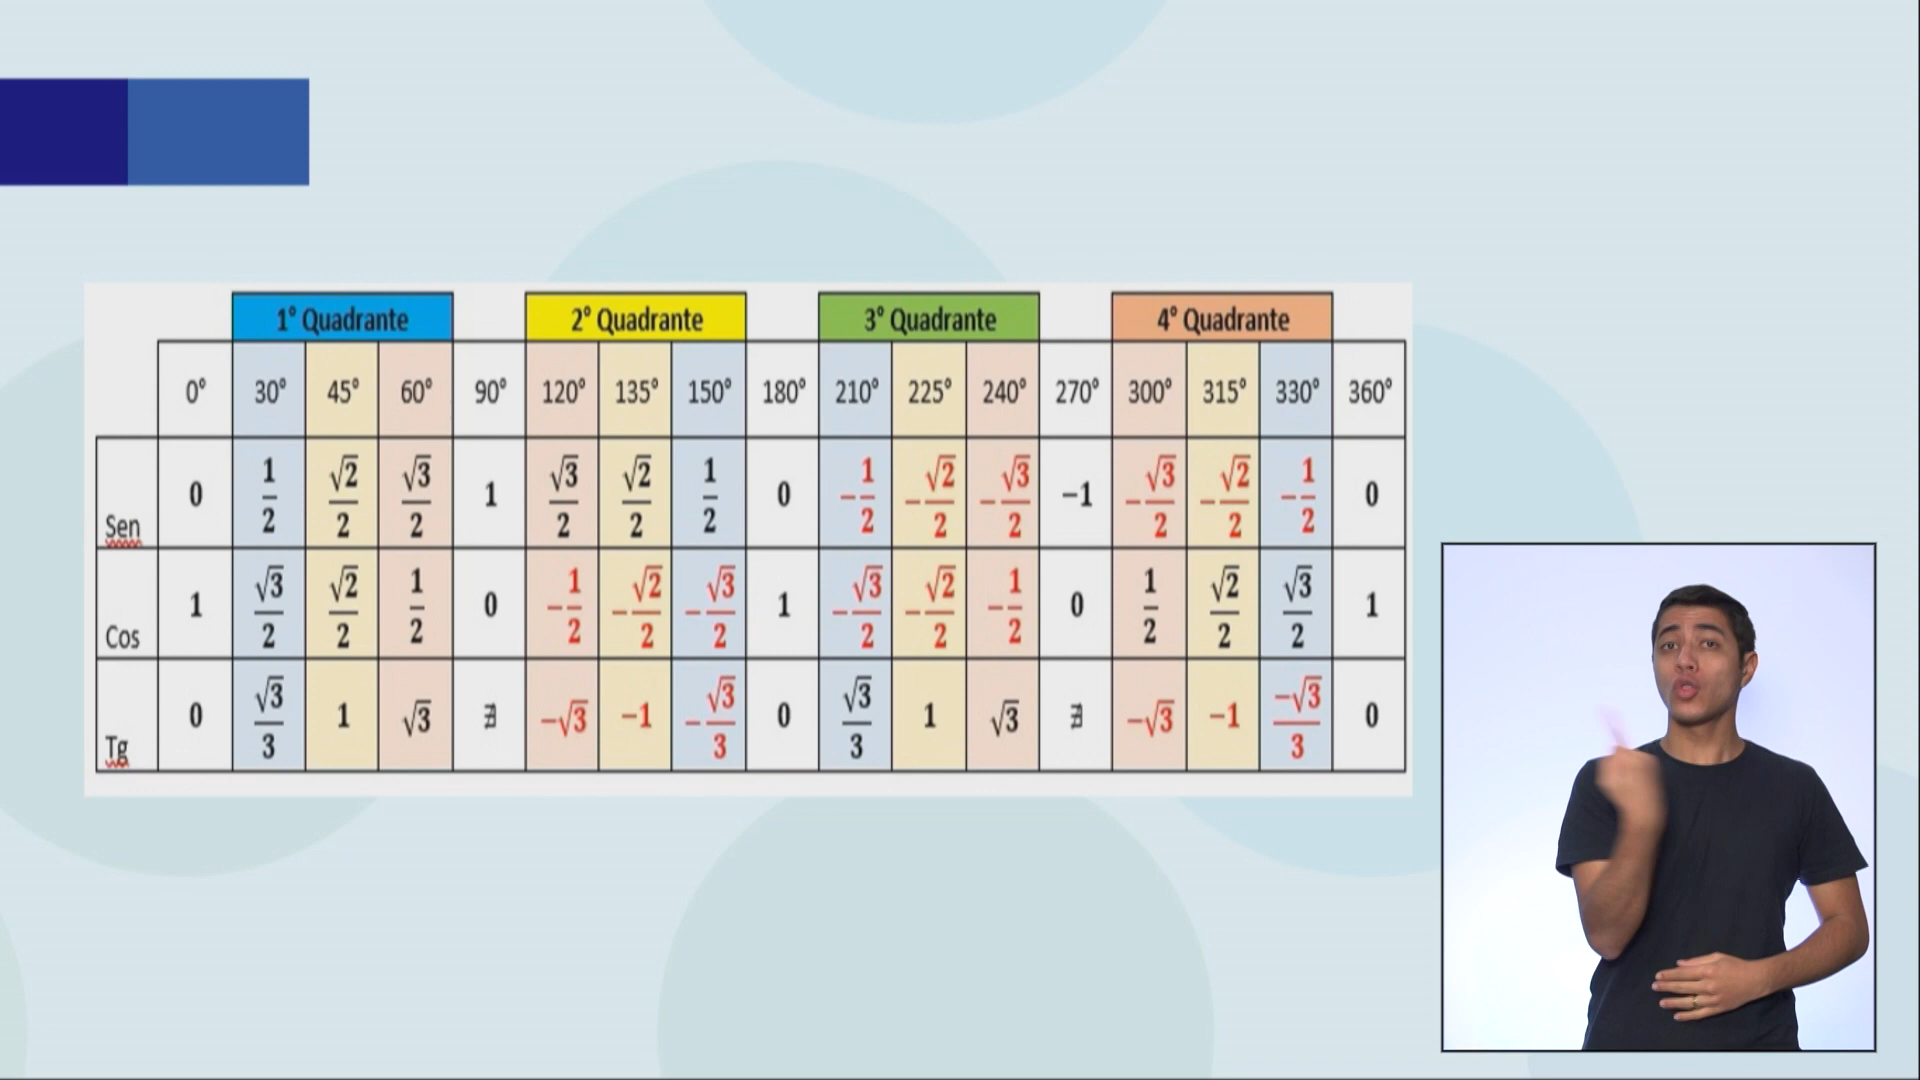 1° Quadrante 2° Quadrante 3° Quadrante 4° Quadrante
0° 30° 45° 60° 90° 120° 135° 150° 180° 210° 225° 240° 270° 300° 315° 330° 360°
Sen 0 1/2 √2/2 √3/2 1 √3/2 √2/2 1/2 0 −1/2 −√2/2 −√3/2 −1 −√3/2 −√2/2 −1/2 0
Cos 1 √3/2 √2/2 1/2 0 −1/2 −√2/2 −√3/2 1 −√3/2 −√2/2 −1/2 0 1/2 √2/2 √3/2 1
Tg 0 √3/3 1 √3 ∄ −√3 −1 −√3/3 0 √3/3 1 √3 ∄ −√3 −1 −√3/3 0